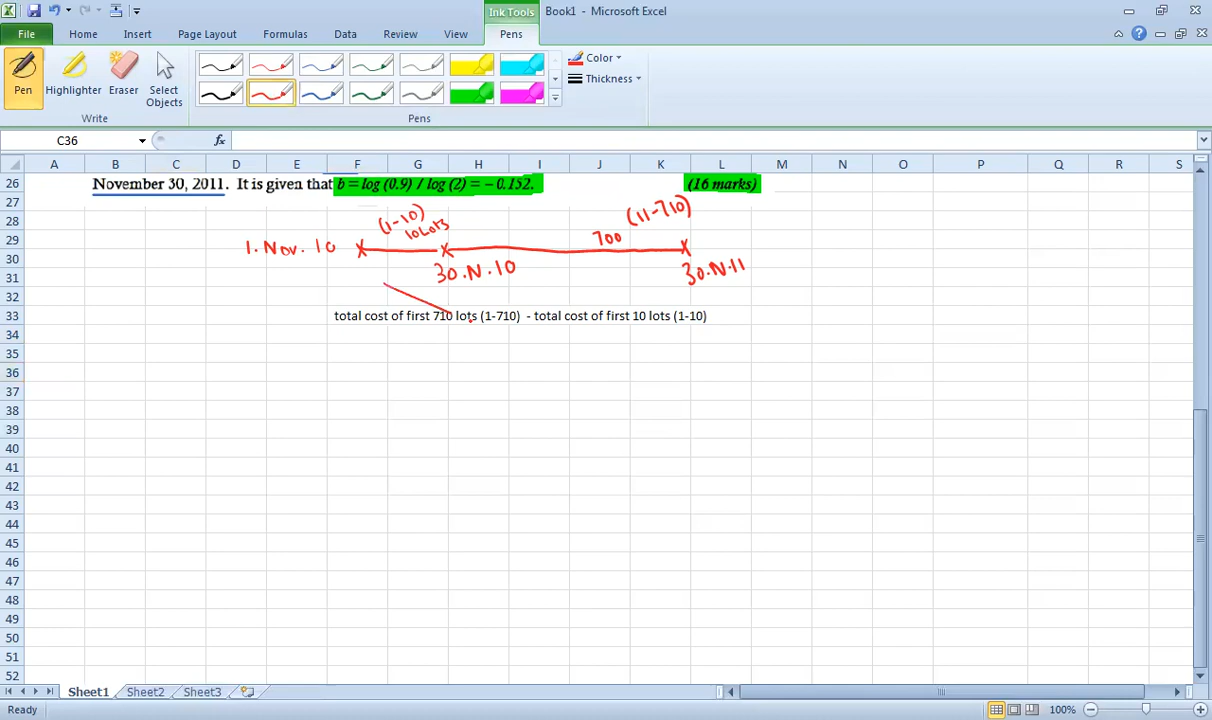 Ink Tools
Book1 - Microsoft Excel
File Home Insert Page Layout Formulas Data Review View Pens
Pen Highlighter Eraser Select Objects
Color
Thickness
Write Pens
C36 fx
A B C D E F G H I J K L M N O P Q R S
26 November 30, 2011. It is given that b = log (0.9) / log (2) = – 0.152. (16 marks)
27
28 (1-10) (11-710)
29 1. Nov. 10 10 Lots 700
30 30.N.10 30.N.11
31
32
33 total cost of first 710 lots (1-710) - total cost of first 10 lots (1-10)
34
35
36
37
38
39
40
41
42
43
44
45
46
47
48
49
50
51
52
Sheet1 Sheet2 Sheet3
Ready 100%